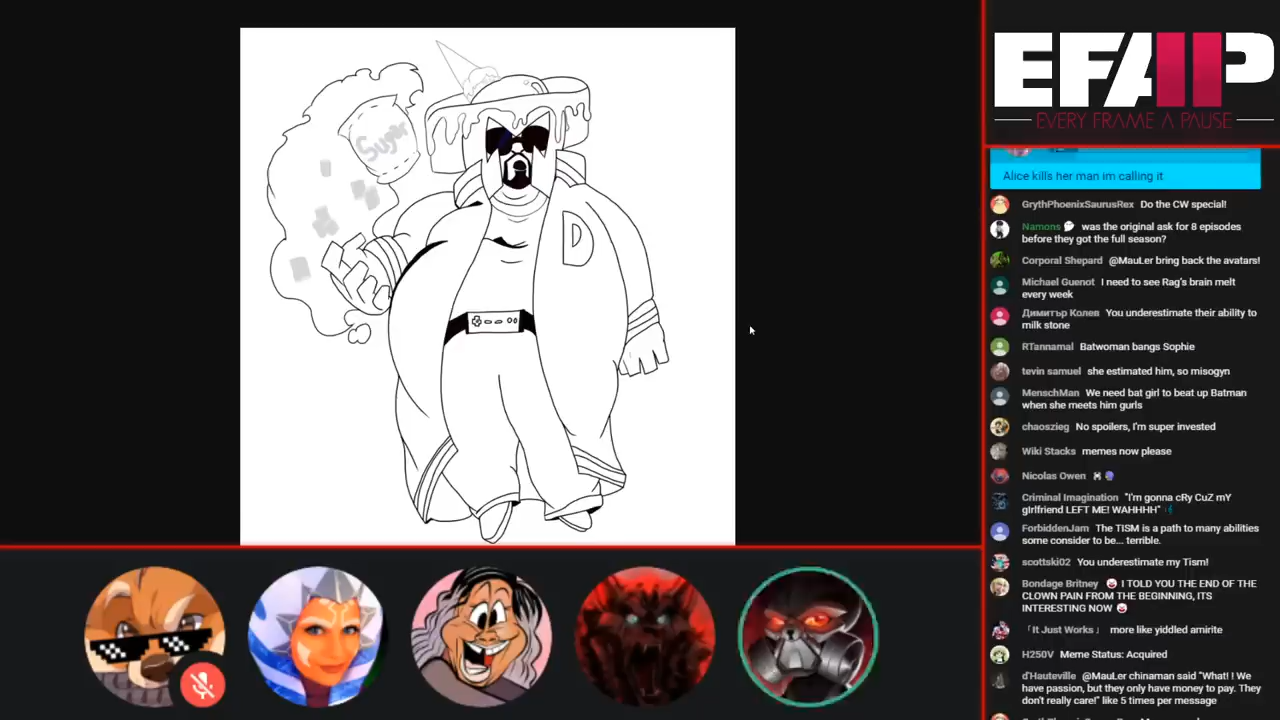 Sugar
D
EFAP
EVERY FRAME A PAUSE
Alice kills her man im calling it
GrythPhoenixSaurusRex Do the CW special!
Namons was the original ask for 8 episodes
before they got the full season?
Corporal Shepard @MauLer bring back the avatars!
Michael Guenot I need to see Rag's brain melt
every week
Димитър Колев You underestimate their ability to
milk stone
RTannamal Batwoman bangs Sophie
tevin samuel she estimated him, so misogyn
MenschMan We need bat girl to beat up Batman
when she meets him gurls
chaoszieg No spoilers, I'm super invested
Wiki Stacks memes now please
Nicolas Owen
Criminal Imagination "I'm gonna cRy CuZ mY
gIrlfriend LEFT ME! WAHHHH"
ForbiddenJam The TISM is a path to many abilities
some consider to be... terrible.
scottski02 You underestimate my Tism!
Bondage Britney I TOLD YOU THE END OF THE
CLOWN PAIN FROM THE BEGINNING, ITS
INTERESTING NOW
「It Just Works」 more like yiddled amirite
H250V Meme Status: Acquired
d'Hauteville @MauLer chinaman said "What! ! We
have passion, but they only have money to pay. They
don't really care!" like 5 times per message